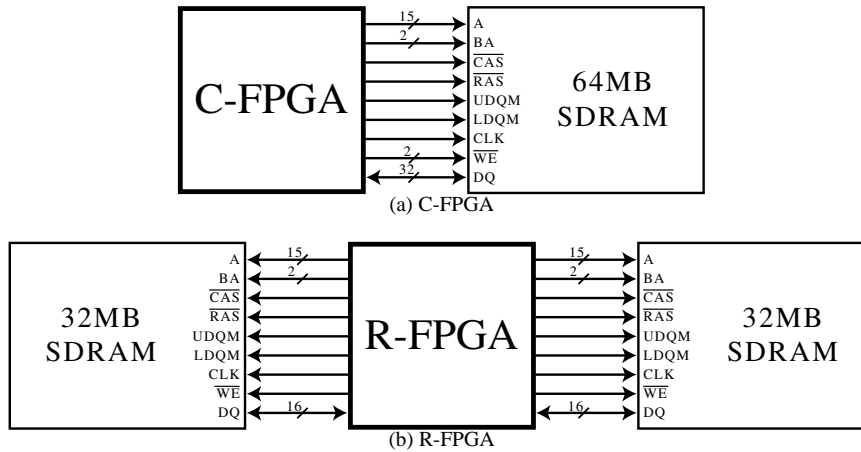 C-FPGA
15
A
2
BA
CAS
RAS
UDQM
LDQM
CLK
2
WE
32
DQ
64MB
SDRAM
(a) C-FPGA
32MB
SDRAM
A
15
BA
2
CAS
RAS
UDQM
LDQM
CLK
WE
DQ
16
R-FPGA
15
A
2
BA
CAS
RAS
UDQM
LDQM
CLK
WE
16
DQ
32MB
SDRAM
(b) R-FPGA